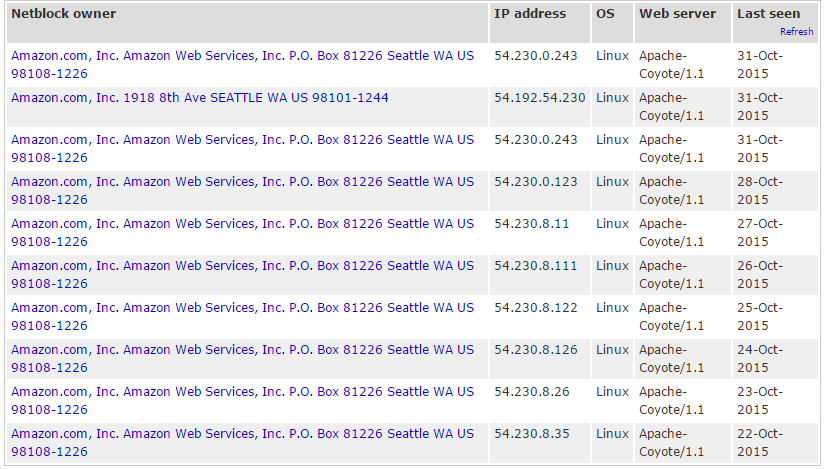 Netblock owner IP address OS Web server Last seen
Refresh
Amazon.com, Inc. Amazon Web Services, Inc. P.O. Box 81226 Seattle WA US 54.230.0.243 Linux Apache- 31-Oct-
98108-1226 Coyote/1.1 2015
Amazon.com, Inc. 1918 8th Ave SEATTLE WA US 98101-1244 54.192.54.230 Linux Apache- 31-Oct-
Coyote/1.1 2015
Amazon.com, Inc. Amazon Web Services, Inc. P.O. Box 81226 Seattle WA US 54.230.0.243 Linux Apache- 31-Oct-
98108-1226 Coyote/1.1 2015
Amazon.com, Inc. Amazon Web Services, Inc. P.O. Box 81226 Seattle WA US 54.230.0.123 Linux Apache- 28-Oct-
98108-1226 Coyote/1.1 2015
Amazon.com, Inc. Amazon Web Services, Inc. P.O. Box 81226 Seattle WA US 54.230.8.11 Linux Apache- 27-Oct-
98108-1226 Coyote/1.1 2015
Amazon.com, Inc. Amazon Web Services, Inc. P.O. Box 81226 Seattle WA US 54.230.8.111 Linux Apache- 26-Oct-
98108-1226 Coyote/1.1 2015
Amazon.com, Inc. Amazon Web Services, Inc. P.O. Box 81226 Seattle WA US 54.230.8.122 Linux Apache- 25-Oct-
98108-1226 Coyote/1.1 2015
Amazon.com, Inc. Amazon Web Services, Inc. P.O. Box 81226 Seattle WA US 54.230.8.126 Linux Apache- 24-Oct-
98108-1226 Coyote/1.1 2015
Amazon.com, Inc. Amazon Web Services, Inc. P.O. Box 81226 Seattle WA US 54.230.8.26 Linux Apache- 23-Oct-
98108-1226 Coyote/1.1 2015
Amazon.com, Inc. Amazon Web Services, Inc. P.O. Box 81226 Seattle WA US 54.230.8.35 Linux Apache- 22-Oct-
98108-1226 Coyote/1.1 2015